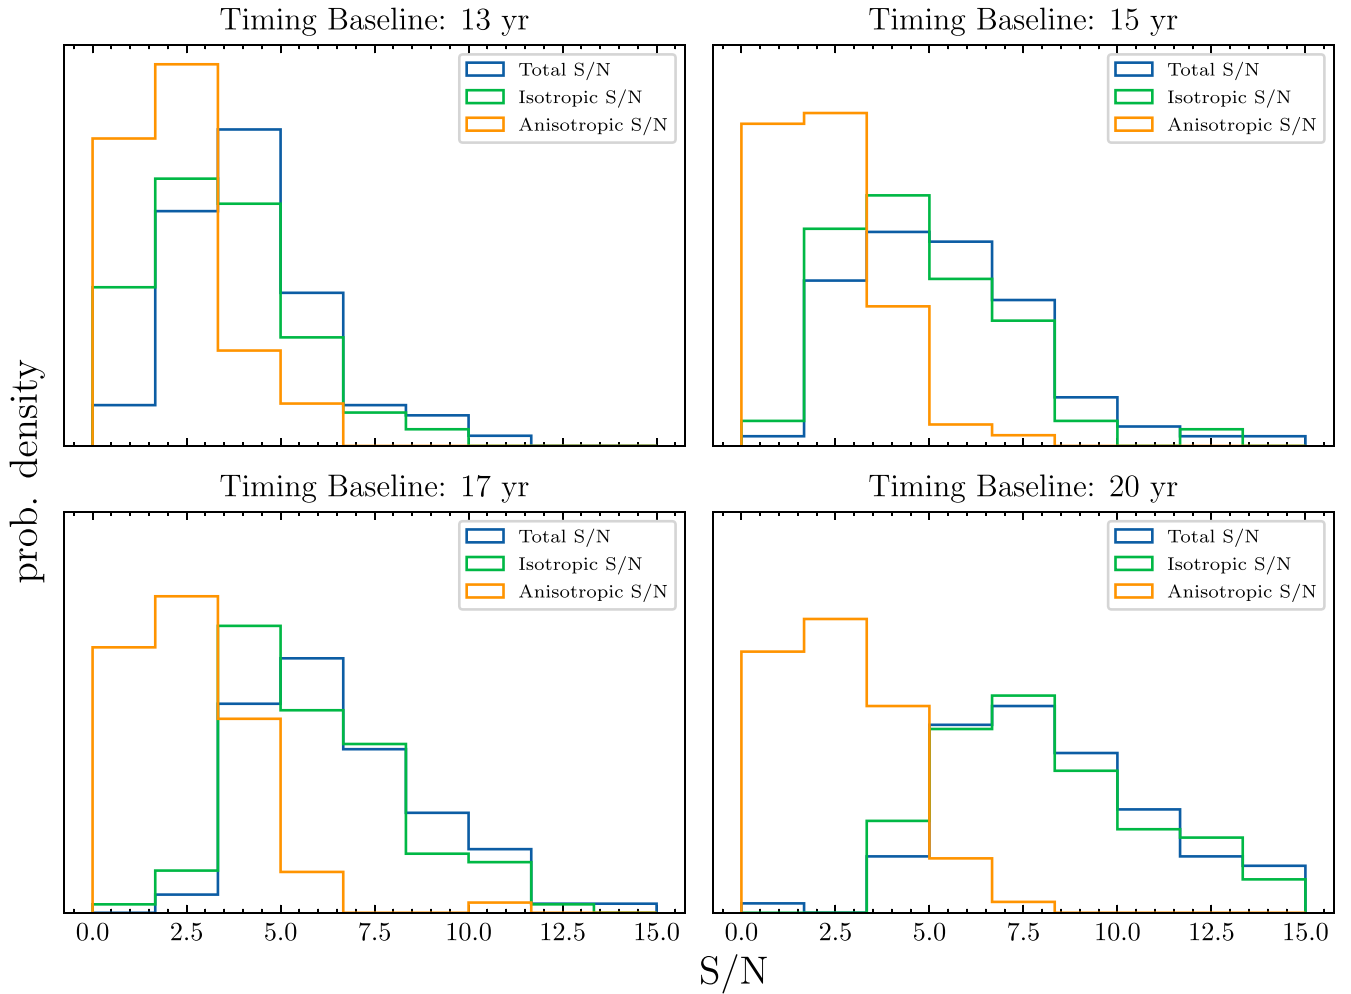 Timing Baseline: 13 yr
Total S/N
Isotropic S/N
Anisotropic S/N
Timing Baseline: 15 yr
Total S/N
Isotropic S/N
Anisotropic S/N
prob. density
Timing Baseline: 17 yr
Total S/N
Isotropic S/N
Anisotropic S/N
0.0 2.5 5.0 7.5 10.0 12.5 15.0
Timing Baseline: 20 yr
Total S/N
Isotropic S/N
Anisotropic S/N
0.0 2.5 5.0 7.5 10.0 12.5 15.0
S/N